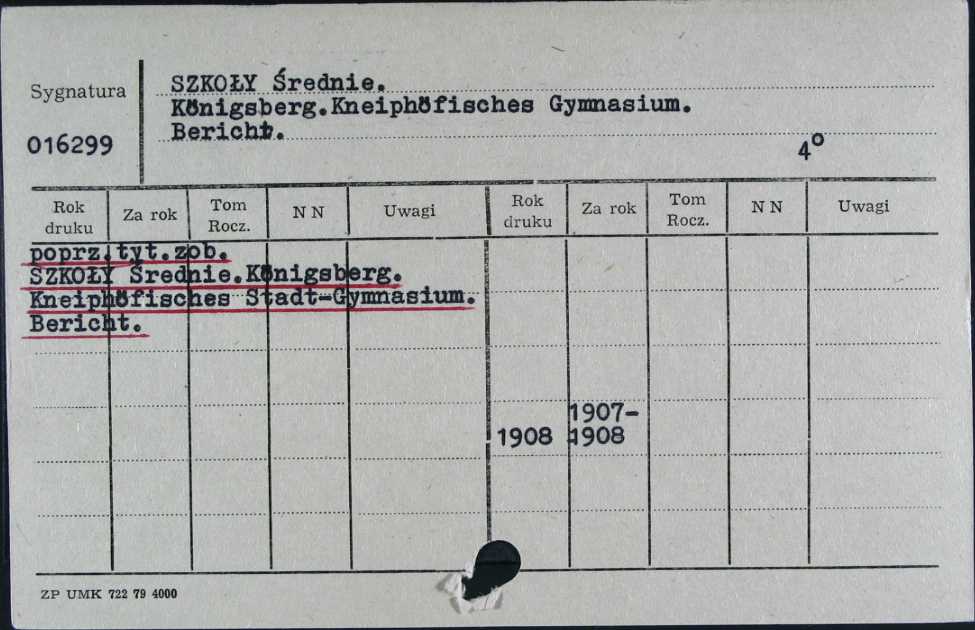 Sygnatura
016299
SZKOŁY Średnie.
Königsberg.Kneiphöfisches Gymnasium.
Bericht.
4º
Rok druku Za rok Tom Rocz. N N Uwagi Rok druku Za rok Tom Rocz. N N Uwagi
poprz.tyt.zob.
SZKOŁY Średnie.Königsberg.
Kneiphöfisches Stadt-Gymnasium.
Bericht.
1907-
1908 1908
ZP UMK 722 79 4000